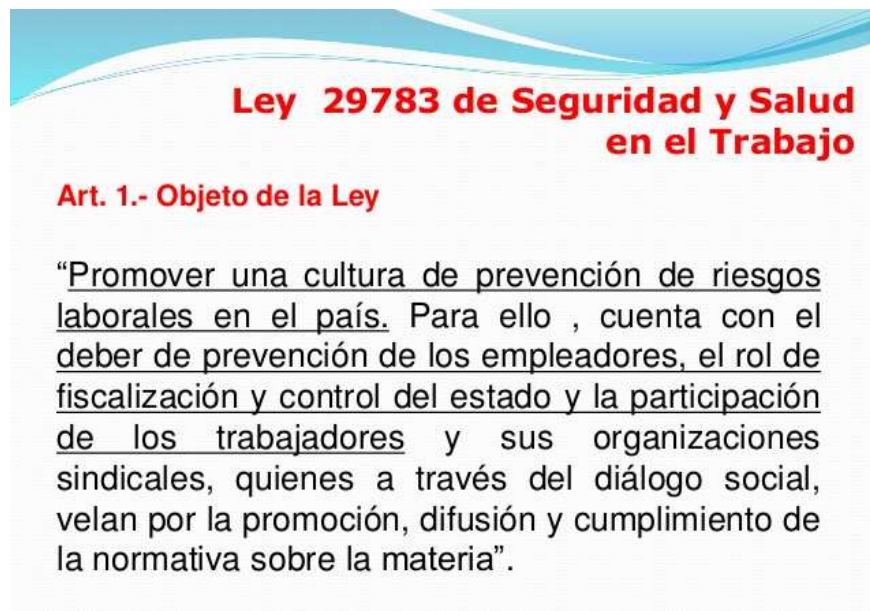 Ley 29783 de Seguridad y Salud
en el Trabajo
Art. 1.- Objeto de la Ley
“Promover una cultura de prevención de riesgos
laborales en el país. Para ello , cuenta con el
deber de prevención de los empleadores, el rol de
fiscalización y control del estado y la participación
de los trabajadores y sus organizaciones
sindicales, quienes a través del diálogo social,
velan por la promoción, difusión y cumplimiento de
la normativa sobre la materia”.